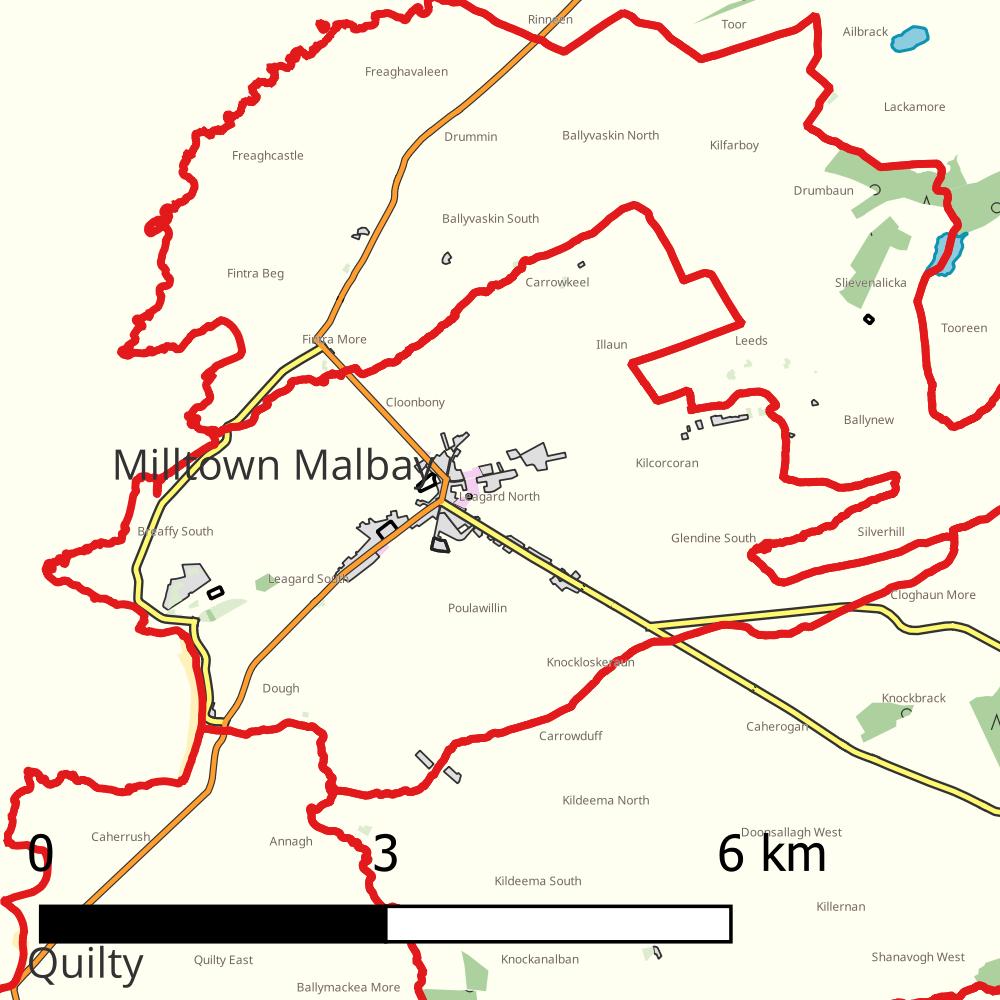 Rinneen
Toor
Ailbrack
Freaghavaleen
Lackamore
Drummin
Ballyvaskin North
Kilfarboy
Freaghcastle
Drumbaun
Ballyvaskin South
Fintra Beg
Carrowkeel
Slievenalicka
Tooreen
Fintra More
Illaun
Leeds
Cloonbony
Ballynew
Milltown Malbay
Kilcorcoran
Leagard North
Breaffy South
Glendine South
Silverhill
Leagard South
Cloghaun More
Poulawillin
Knockloskeraun
Dough
Knockbrack
Carrowduff
Caherogan
Kildeema North
Caherrush
Annagh
Doonsallagh West
0 3 6 km
Kildeema South
Killernan
Quilty
Quilty East
Knockanalban
Shanavogh West
Ballymackea More